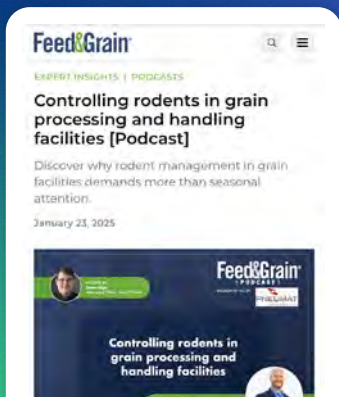 Feed&Grain
EXPERT INSIGHTS | PODCASTS
Controlling rodents in grain
processing and handling
facilities [Podcast]
Discover why rodent management in grain
facilities demands more than seasonal
attention.
January 23, 2025
Feed&Grain
PODCAST
PNEUMAT
Controlling rodents in
grain processing and
handling facilities